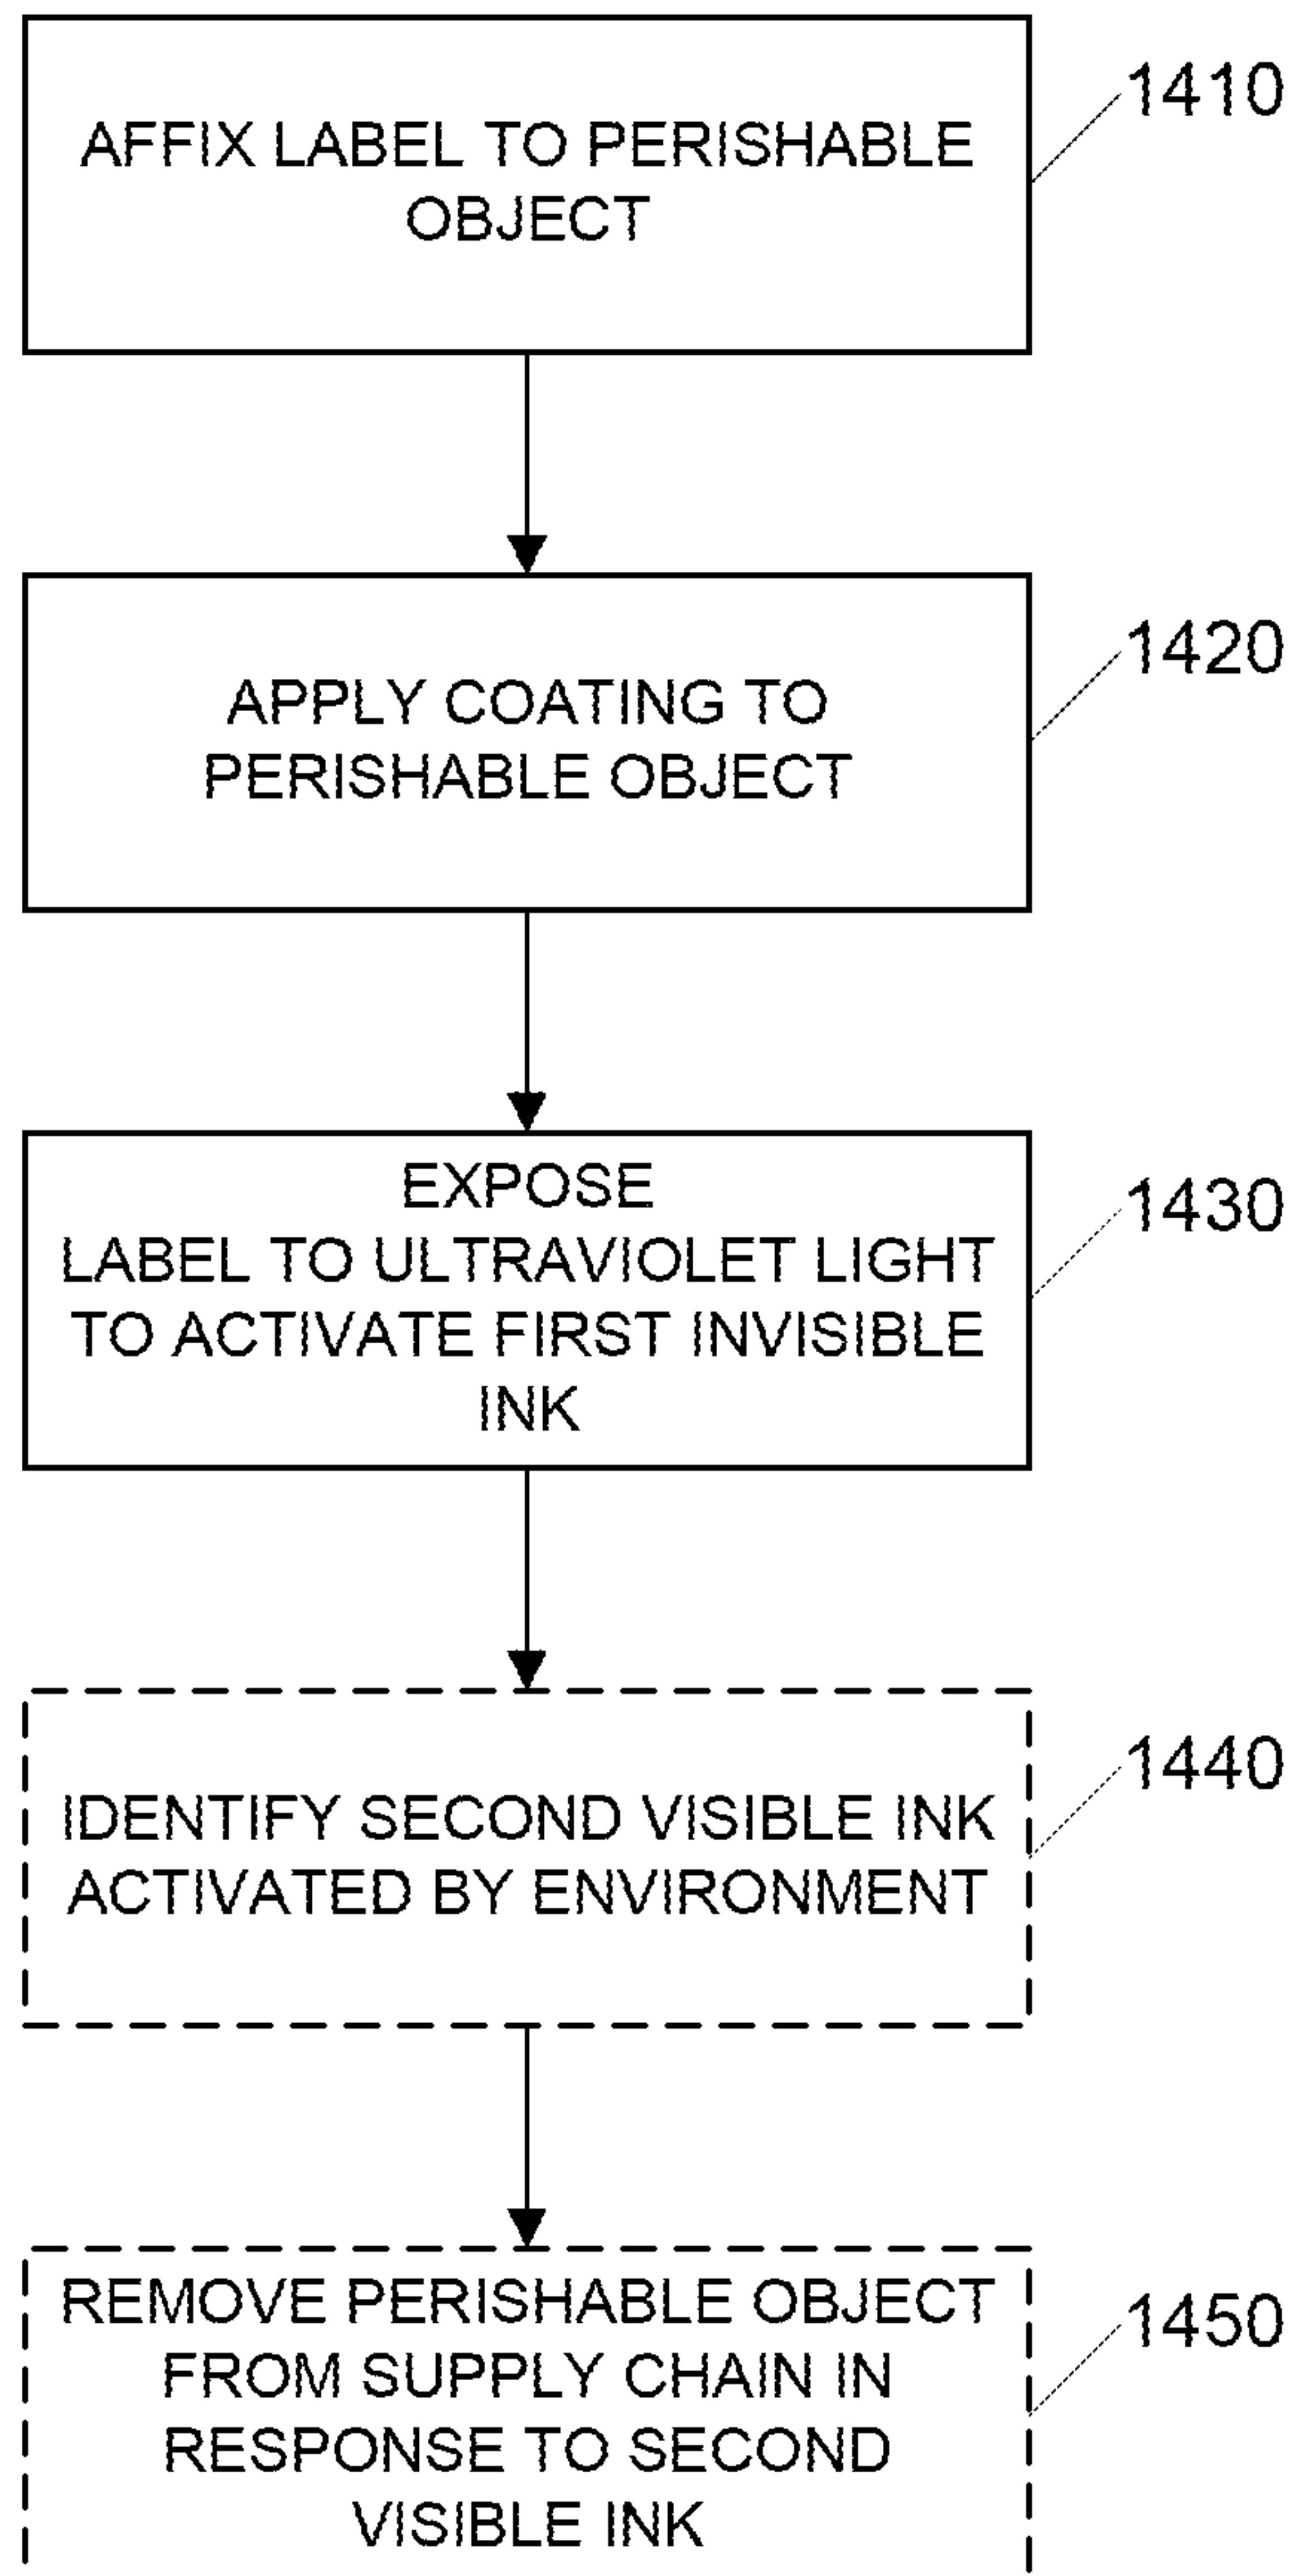 AFFIX LABEL TO PERISHABLE
OBJECT
1410
APPLY COATING TO
PERISHABLE OBJECT
1420
EXPOSE
LABEL TO ULTRAVIOLET LIGHT
TO ACTIVATE FIRST INVISIBLE
INK
1430
IDENTIFY SECOND VISIBLE INK
ACTIVATED BY ENVIRONMENT
1440
REMOVE PERISHABLE OBJECT
FROM SUPPLY CHAIN IN
RESPONSE TO SECOND
VISIBLE INK
1450